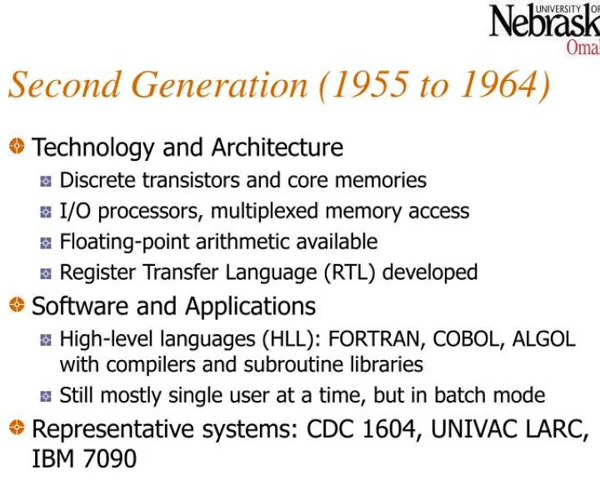 UNIVERSITY OF
Nebrask
Omal
Second Generation (1955 to 1964)
Technology and Architecture
Discrete transistors and core memories
I/O processors, multiplexed memory access
Floating-point arithmetic available
Register Transfer Language (RTL) developed
Software and Applications
High-level languages (HLL): FORTRAN, COBOL, ALGOL
with compilers and subroutine libraries
Still mostly single user at a time, but in batch mode
Representative systems: CDC 1604, UNIVAC LARC,
IBM 7090